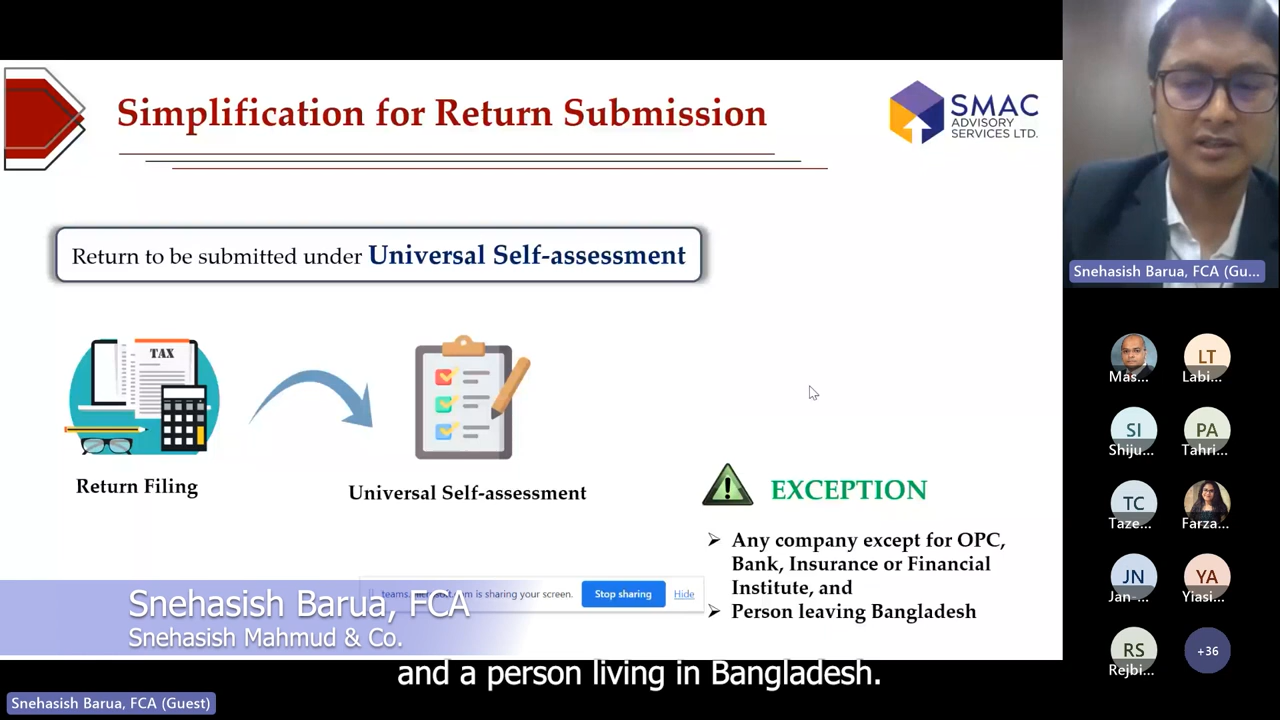 Simplification for Return Submission
SMAC
ADVISORY
SERVICES LTD.
Return to be submitted under Universal Self-assessment
TAX
Return Filing
Universal Self-assessment
EXCEPTION
Any company except for OPC,
Bank, Insurance or Financial
Institute, and
Person leaving Bangladesh
is sharing your screen.
Stop sharing
Hide
Snehasish Barua, FCA
Snehasish Mahmud & Co.
and a person living in Bangladesh.
Snehasish Barua, FCA (Guest)
Snehasish Barua, FCA (Gu...
Mas...
LT
Labi...
SI
Shiju...
PA
Tahri...
TC
Taze...
Farza...
JN
Jan-...
YA
Yiasi...
RS
Rejbi...
+36